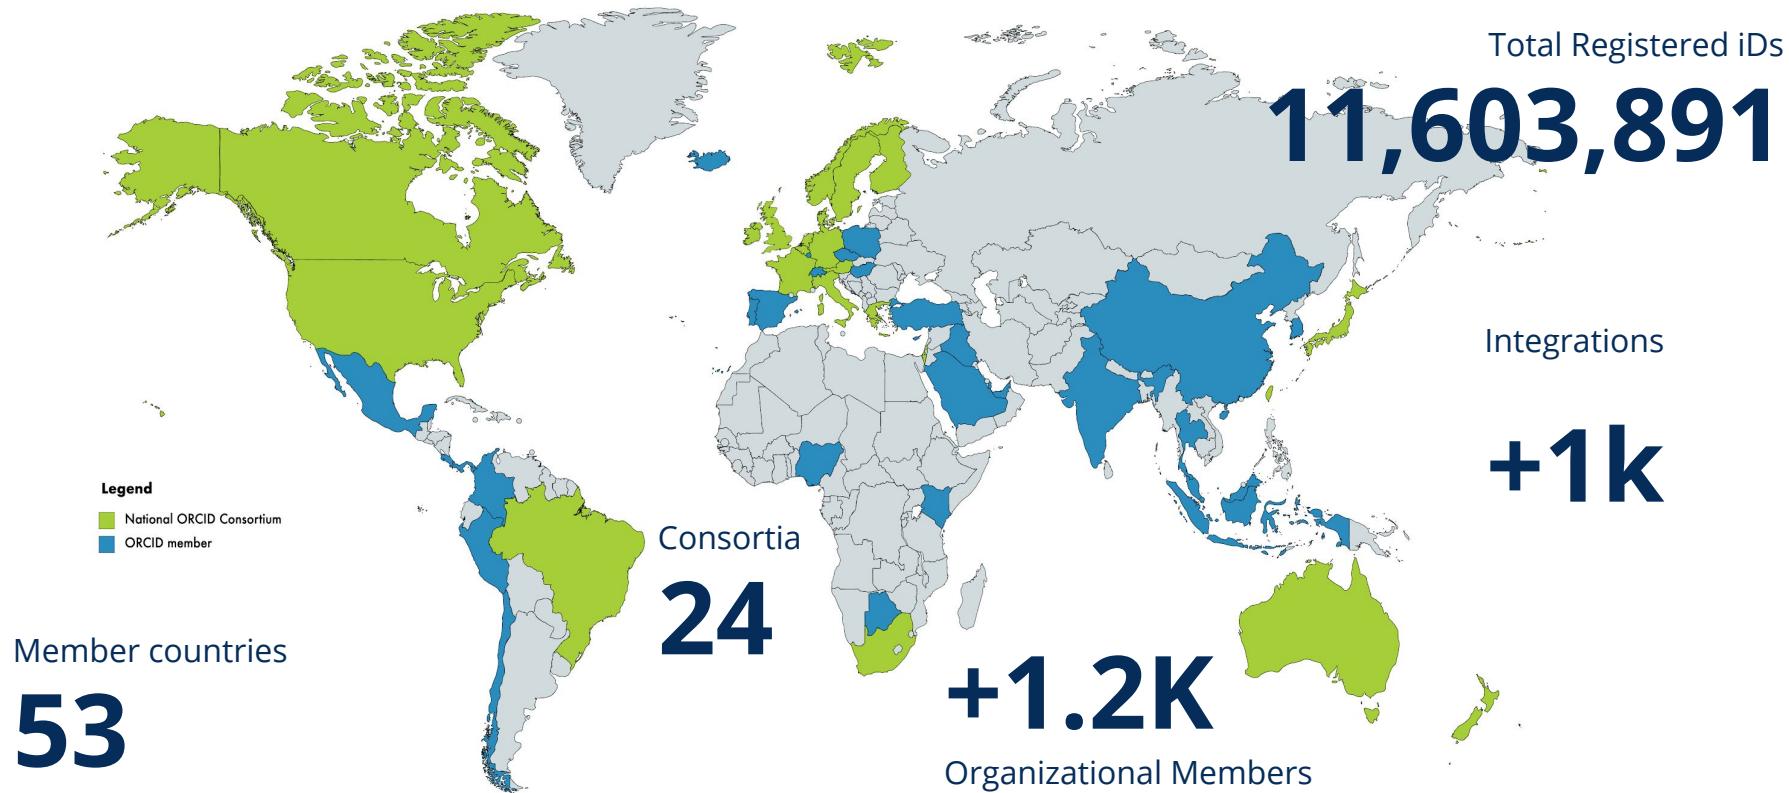 Total Registered iDs
11,603,891
Integrations
+1k
Legend
National ORCID Consortium
ORCID member
Consortia
24
Member countries
53
+1.2K
Organizational Members